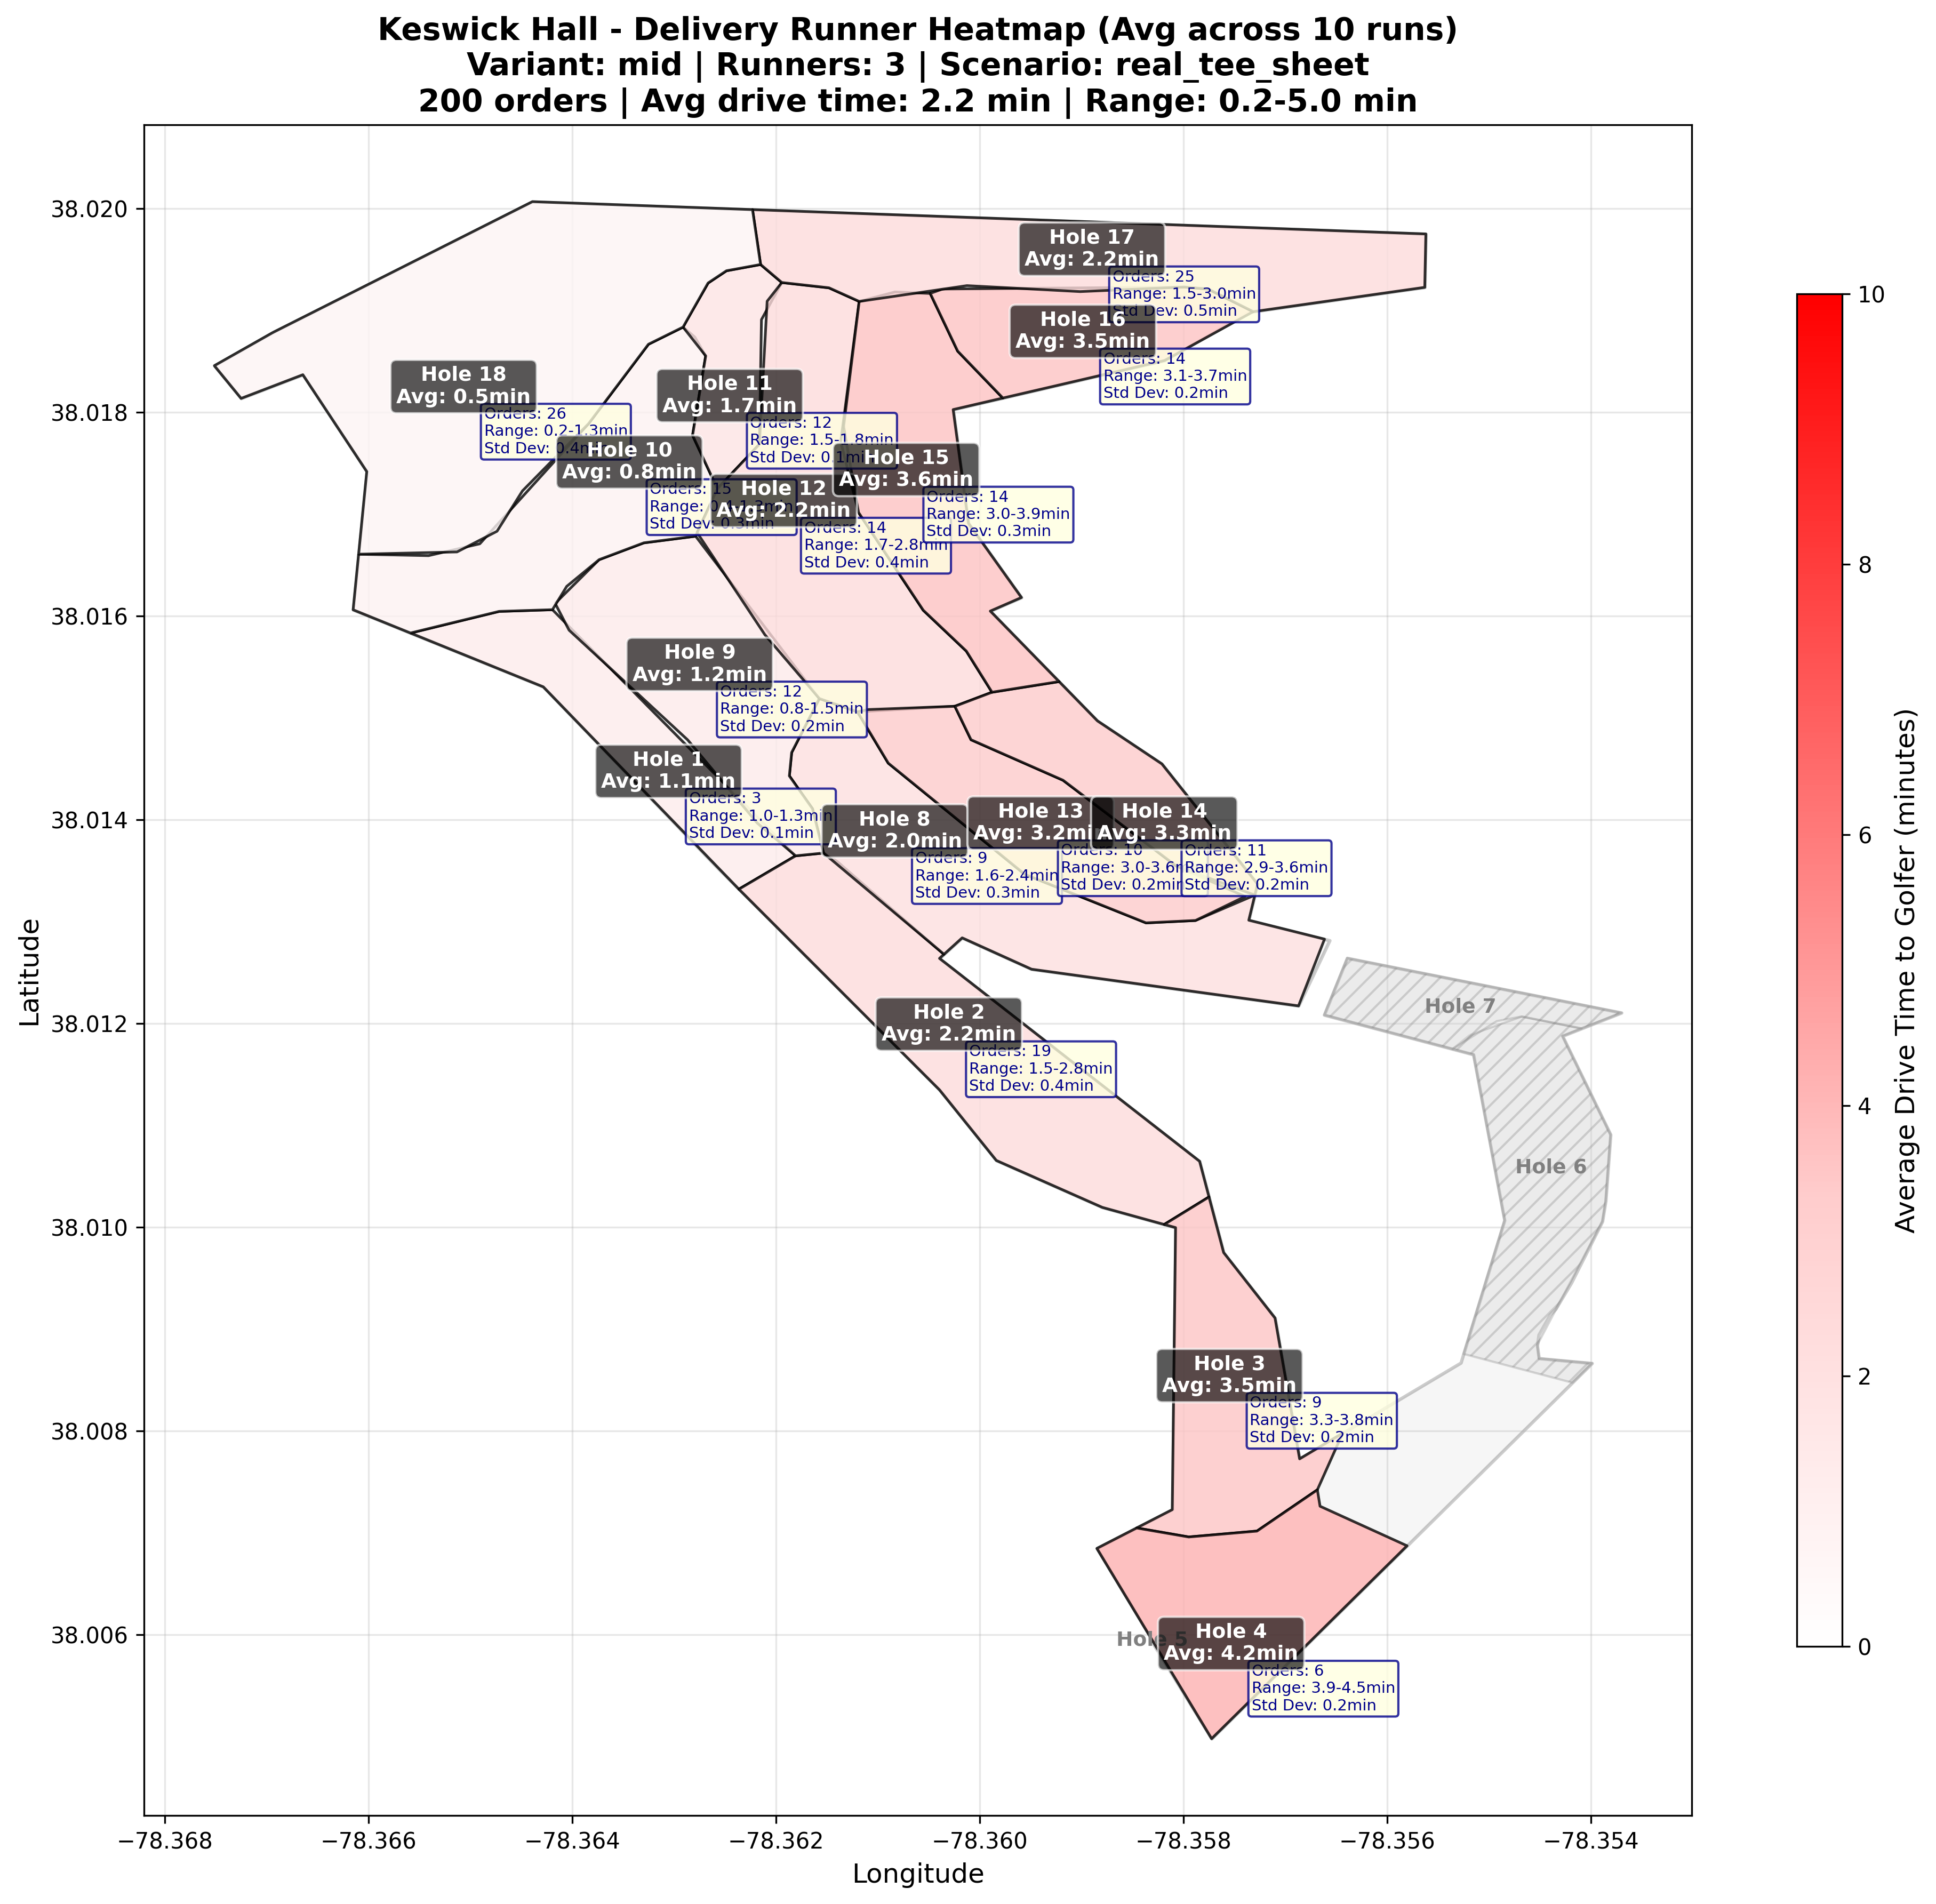 Keswick Hall - Delivery Runner Heatmap (Avg across 10 runs)
Variant: mid | Runners: 3 | Scenario: real_tee_sheet
200 orders | Avg drive time: 2.2 min | Range: 0.2-5.0 min
38.020
38.018
38.016
38.014
38.012
38.010
38.008
38.006
Latitude
Hole 17
Avg: 2.2min
Orders: 25
Range: 1.5-3.0min
Dev: 0.5min
Hole 16
Avg: 3.5min
Orders: 14
Range: 3.1-3.7min
Std Dev: 0.2min
Hole 18
Avg: 0.5min
Orders: 26
Range: 0.2-1.3min
Std Dev: 0.4min
Hole 11
Avg: 1.7min
Orders: 12
Range: 1.5-1.8min
Std Dev: 0.1min
Hole 10
Avg: 0.8min
Orders: 15
Range:
Std Dev: 0.3min
Hole 15
Avg: 3.6min
Orders: 14
Range: 3.0-3.9min
Std Dev: 0.3min
Hole 12
Avg: 2.2min
Orders: 14
Range: 1.7-2.8min
Std Dev: 0.4min
Hole 9
Avg: 1.2min
Orders: 12
Range: 0.8-1.5min
Std Dev: 0.2min
Hole 1
Avg: 1.1min
Orders: 3
Range: 1.0-1.3min
Std Dev: 0.1min
Hole 8
Avg: 2.0min
Orders: 9
Range: 1.6-2.4min
Std Dev: 0.3min
Hole 13
Avg: 3.2min
Orders: 10
Range: 3.0-3.6
Std Dev: 0.2min
Hole 14
Avg: 3.3min
Orders: 11
Range: 2.9-3.6min
Std Dev: 0.2min
Hole 7
Hole 2
Avg: 2.2min
Orders: 19
Range: 1.5-2.8min
Std Dev: 0.4min
Hole 6
Hole 3
Avg: 3.5min
Orders: 9
Range: 3.3-3.8min
Std Dev: 0.2min
Hole 5
Hole 4
Avg: 4.2min
Orders: 6
Range: 3.9-4.5min
Std Dev: 0.2min
−78.368
−78.366
−78.364
−78.362
−78.360
−78.358
−78.356
−78.354
Longitude
10
8
6
4
2
0
Average Drive Time to Golfer (minutes)